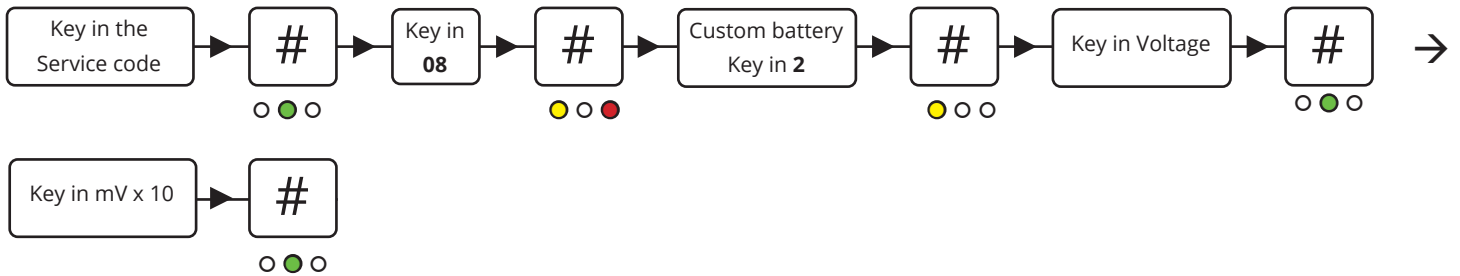 Key in the
Service code
#
Key in
08
#
Custom battery
Key in 2
#
Key in Voltage
#
→
Key in mV x 10
#